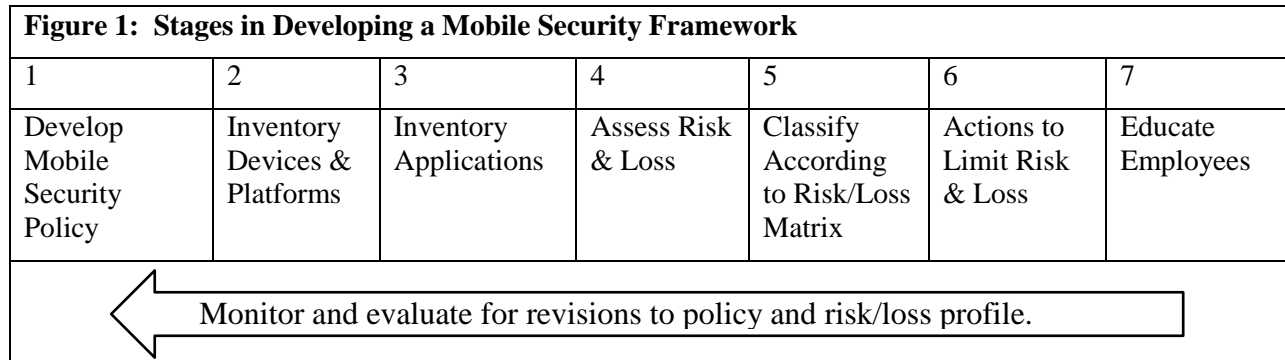 Figure 1:  Stages in Developing a Mobile Security Framework
1 2 3 4 5 6 7
Develop Mobile Security Policy
Inventory Devices & Platforms
Inventory Applications
Assess Risk & Loss
Classify According to Risk/Loss Matrix
Actions to Limit Risk & Loss
Educate Employees
Monitor and evaluate for revisions to policy and risk/loss profile.